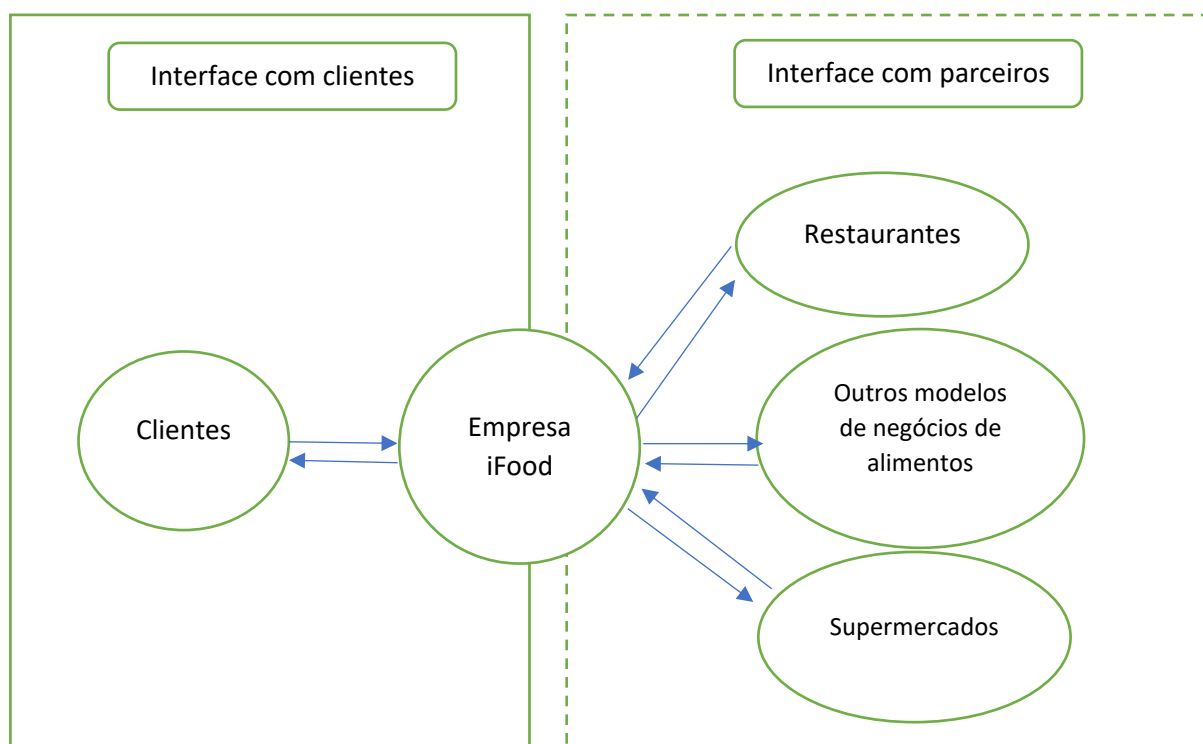 Interface com clientes
Interface com parceiros
Restaurantes
Clientes
Empresa
iFood
Outros modelos
de negócios de
alimentos
Supermercados